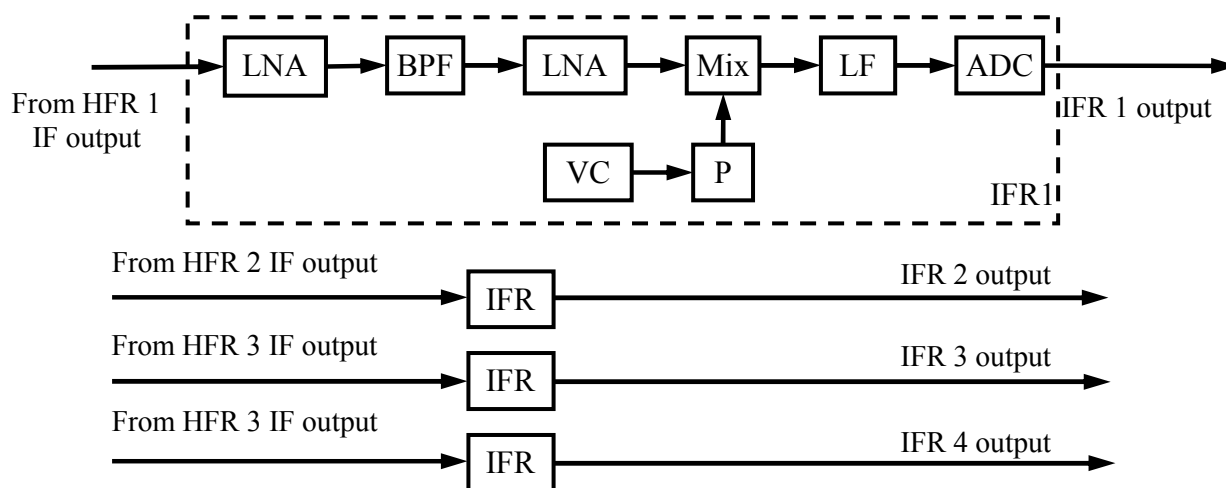 LNA BPF LNA Mix LF ADC
From HFR 1
IF output
IFR 1 output
VC P
IFR1
From HFR 2 IF output
IFR 2 output
IFR
From HFR 3 IF output
IFR 3 output
IFR
From HFR 3 IF output
IFR 4 output
IFR